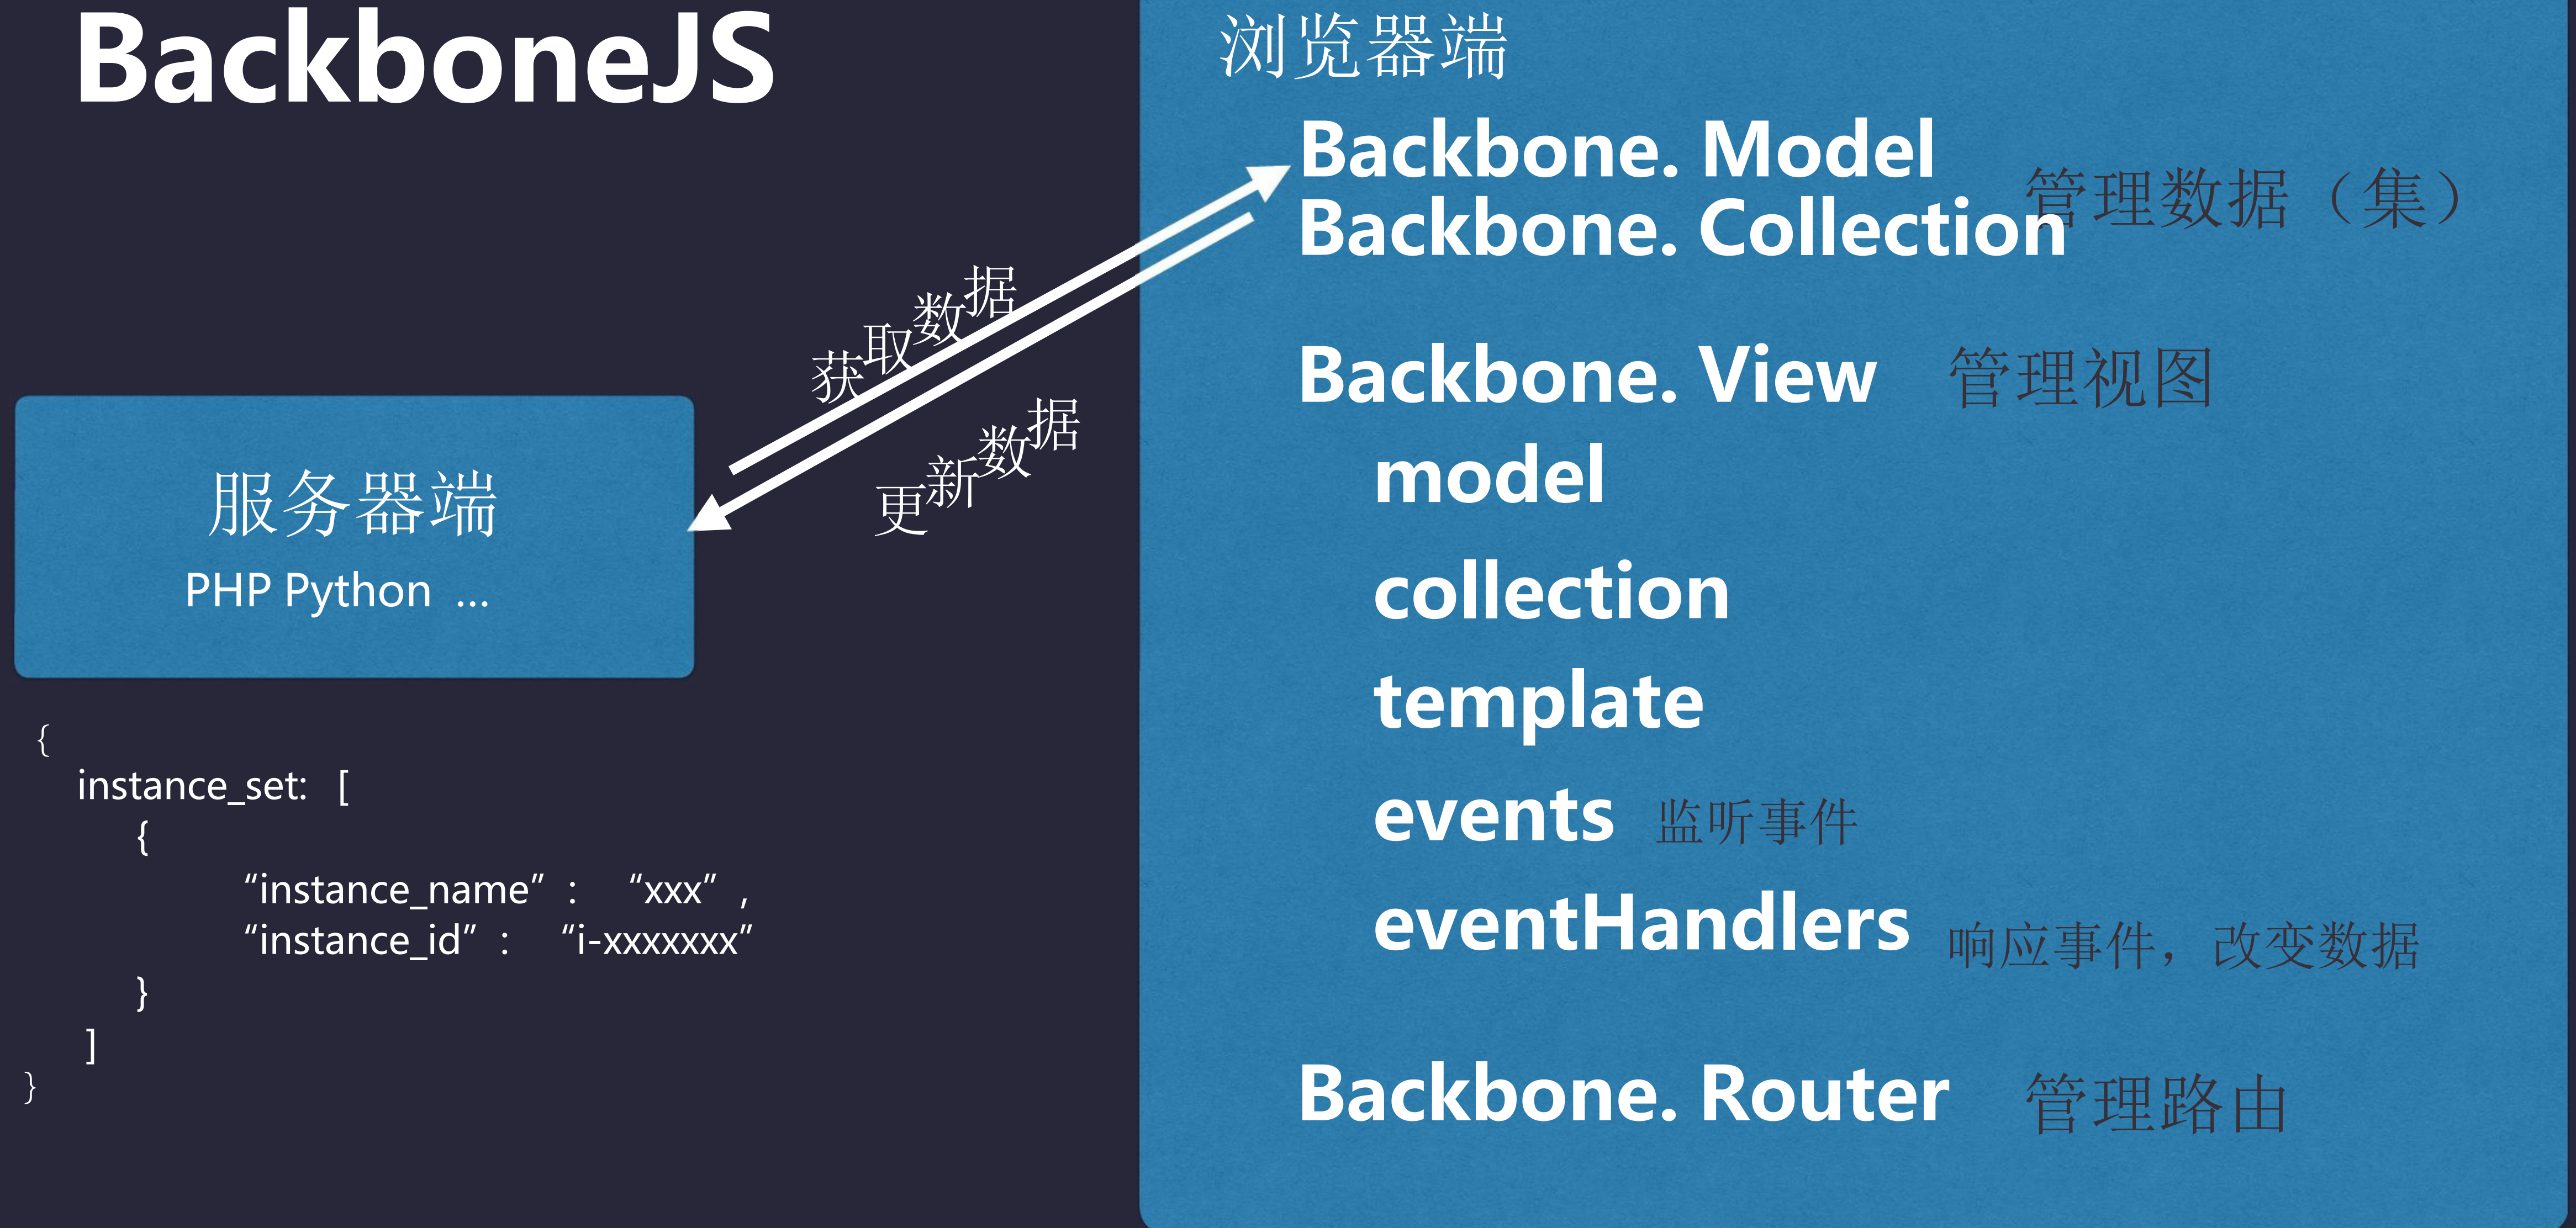 BackboneJS
获取数据
更新数据
服务器端
PHP Python …
{
instance_set: [
{
“instance_name” : “xxx” ,
“instance_id” : “i-xxxxxxx”
}
]
}
浏览器端
Backbone. Model
Backbone. Collection
管理数据（集）
Backbone. View 管理视图
model
collection
template
events 监听事件
eventHandlers 响应事件，改变数据
Backbone. Router 管理路由